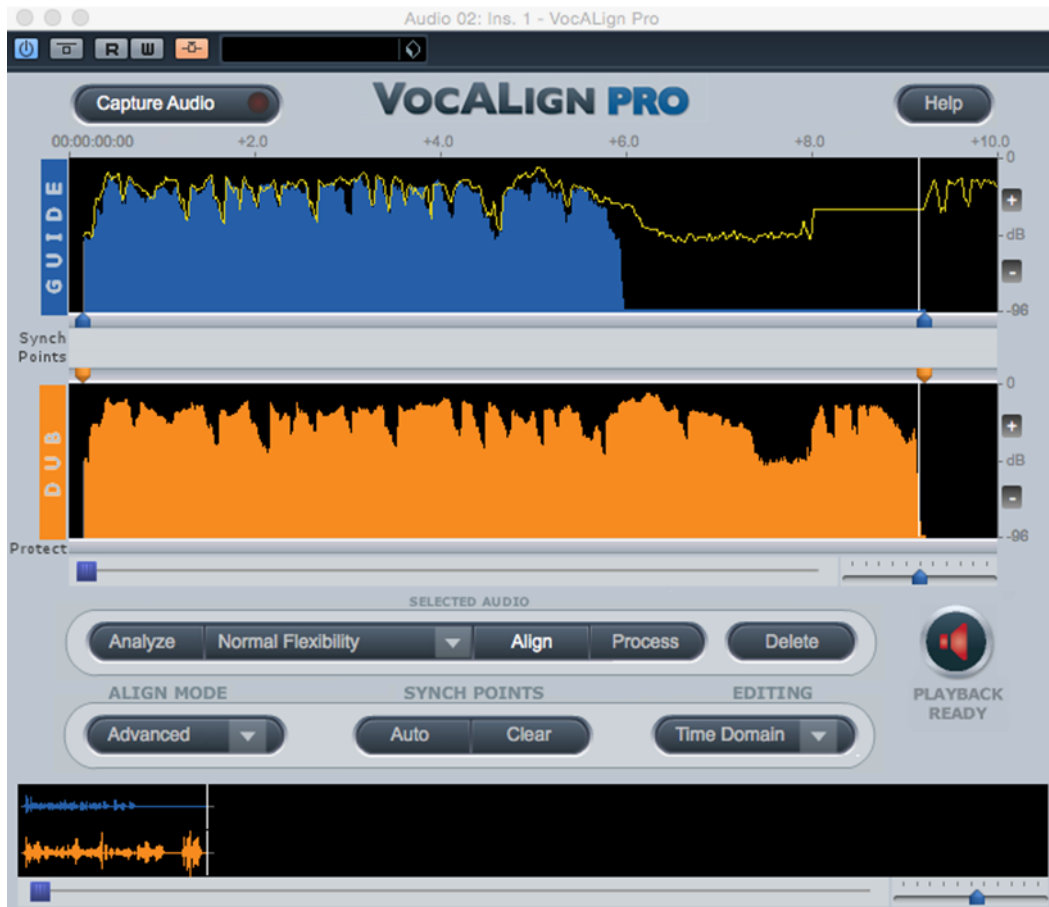 Audio 02: Ins. 1 - VocALign Pro
R W
Capture Audio
VOCALIGN PRO
Help
00:00:00:00 +2.0 +4.0 +6.0 +8.0 +10.0
GUIDE
0
+
dB
-
-96
Synch
Points
DUB
0
+
dB
-
-96
Protect
SELECTED AUDIO
Analyze Normal Flexibility Align Process Delete
ALIGN MODE SYNCH POINTS EDITING
PLAYBACK
READY
Advanced Auto Clear Time Domain